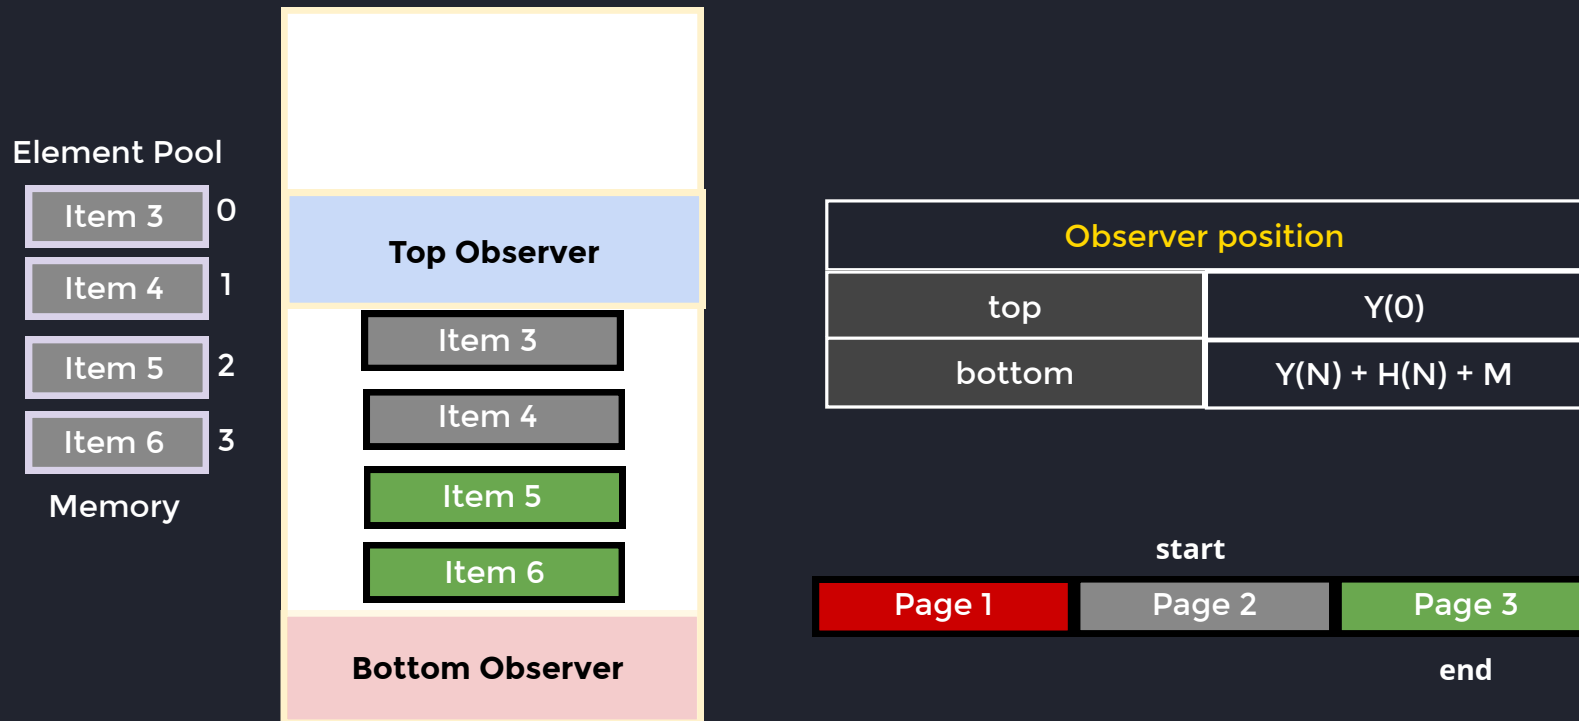 Element Pool
Item 3 0
Item 4 1
Item 5 2
Item 6 3
Memory
Top Observer
Item 3
Item 4
Item 5
Item 6
Bottom Observer
Observer position
top Y(0)
bottom Y(N) + H(N) + M
start
Page 1 Page 2 Page 3
end